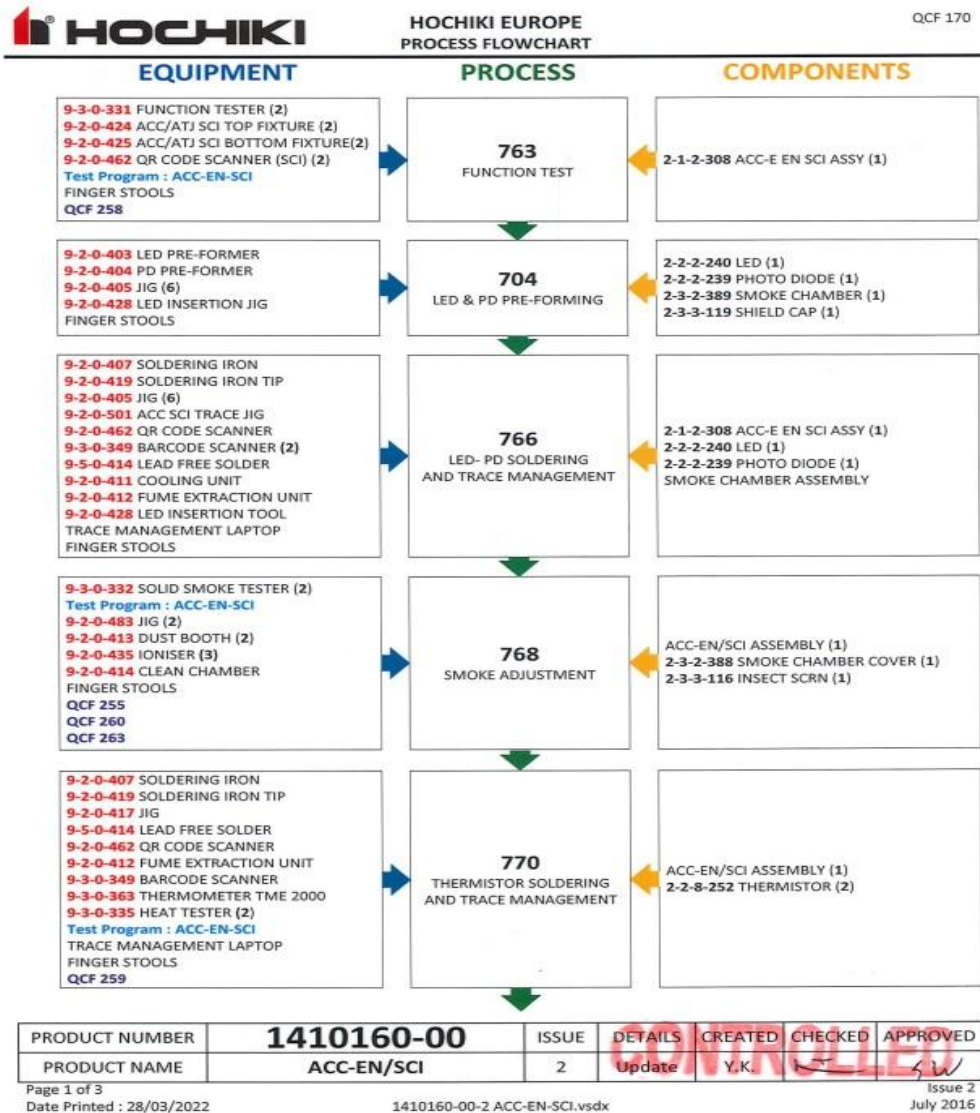 HOCHIKI
HOCHIKI EUROPE
PROCESS FLOWCHART
QCF 170
EQUIPMENT
PROCESS
COMPONENTS
9-3-0-331 FUNCTION TESTER (2)
9-2-0-424 ACC/ATJ SCI TOP FIXTURE (2)
9-2-0-425 ACC/ATJ SCI BOTTOM FIXTURE(2)
9-2-0-462 QR CODE SCANNER (SCI) (2)
Test Program : ACC-EN-SCI
FINGER STOOLS
QCF 258
763
FUNCTION TEST
2-1-2-308 ACC-E EN SCI ASSY (1)
9-2-0-403 LED PRE-FORMER
9-2-0-404 PD PRE-FORMER
9-2-0-405 JIG (6)
9-2-0-428 LED INSERTION JIG
FINGER STOOLS
704
LED & PD PRE-FORMING
2-2-2-240 LED (1)
2-2-2-239 PHOTO DIODE (1)
2-3-2-389 SMOKE CHAMBER (1)
2-3-3-119 SHIELD CAP (1)
9-2-0-407 SOLDERING IRON
9-2-0-419 SOLDERING IRON TIP
9-2-0-405 JIG (6)
9-2-0-501 ACC SCI TRACE JIG
9-2-0-462 QR CODE SCANNER
9-3-0-349 BARCODE SCANNER (2)
9-5-0-414 LEAD FREE SOLDER
9-2-0-411 COOLING UNIT
9-2-0-412 FUME EXTRACTION UNIT
9-2-0-428 LED INSERTION TOOL
TRACE MANAGEMENT LAPTOP
FINGER STOOLS
766
LED- PD SOLDERING
AND TRACE MANAGEMENT
2-1-2-308 ACC-E EN SCI ASSY (1)
2-2-2-240 LED (1)
2-2-2-239 PHOTO DIODE (1)
SMOKE CHAMBER ASSEMBLY
9-3-0-332 SOLID SMOKE TESTER (2)
Test Program : ACC-EN-SCI
9-2-0-483 JIG (2)
9-2-0-413 DUST BOOTH (2)
9-2-0-435 IONISER (3)
9-2-0-414 CLEAN CHAMBER
FINGER STOOLS
QCF 255
QCF 260
QCF 263
768
SMOKE ADJUSTMENT
ACC-EN/SCI ASSEMBLY (1)
2-3-2-388 SMOKE CHAMBER COVER (1)
2-3-3-116 INSECT SCRN (1)
9-2-0-407 SOLDERING IRON
9-2-0-419 SOLDERING IRON TIP
9-2-0-417 JIG
9-5-0-414 LEAD FREE SOLDER
9-2-0-462 QR CODE SCANNER
9-2-0-412 FUME EXTRACTION UNIT
9-3-0-349 BARCODE SCANNER
9-3-0-363 THERMOMETER TME 2000
9-3-0-335 HEAT TESTER (2)
Test Program : ACC-EN-SCI
TRACE MANAGEMENT LAPTOP
FINGER STOOLS
QCF 259
770
THERMISTOR SOLDERING
AND TRACE MANAGEMENT
ACC-EN/SCI ASSEMBLY (1)
2-2-8-252 THERMISTOR (2)
PRODUCT NUMBER 1410160-00 ISSUE DETAILS CREATED CHECKED APPROVED
CONTROLLED
PRODUCT NAME ACC-EN/SCI 2 Update Y.K.
Page 1 of 3
Issue 2
Date Printed : 28/03/2022
1410160-00-2 ACC-EN-SCI.vsdx
July 2016